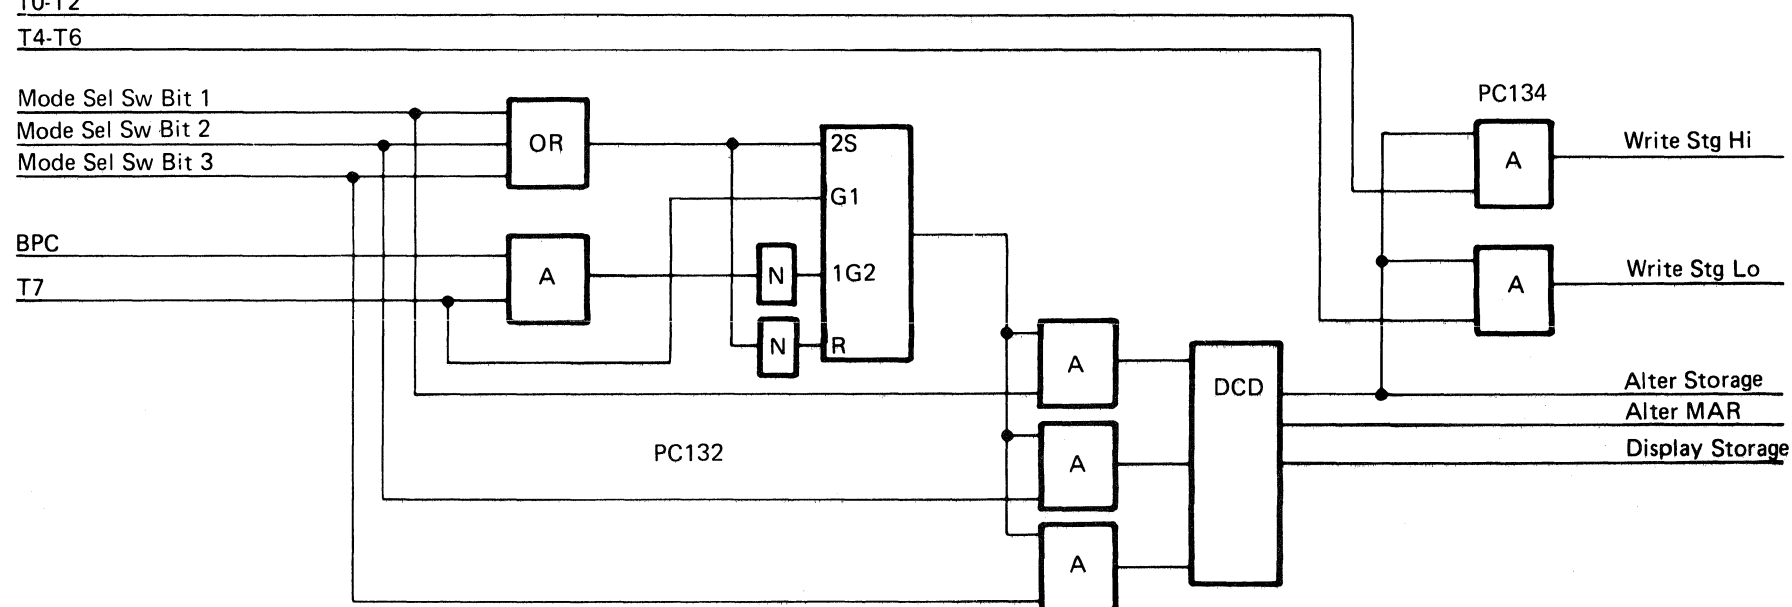 T0-T2
T4-T6
Mode Sel Sw Bit 1
Mode Sel Sw Bit 2
Mode Sel Sw Bit 3
BPC
T7
OR
A
N
N
2S
G1
1G2
R
PC132
A
A
A
DCD
PC134
A
A
Write Stg Hi
Write Stg Lo
Alter Storage
Alter MAR
Display Storage